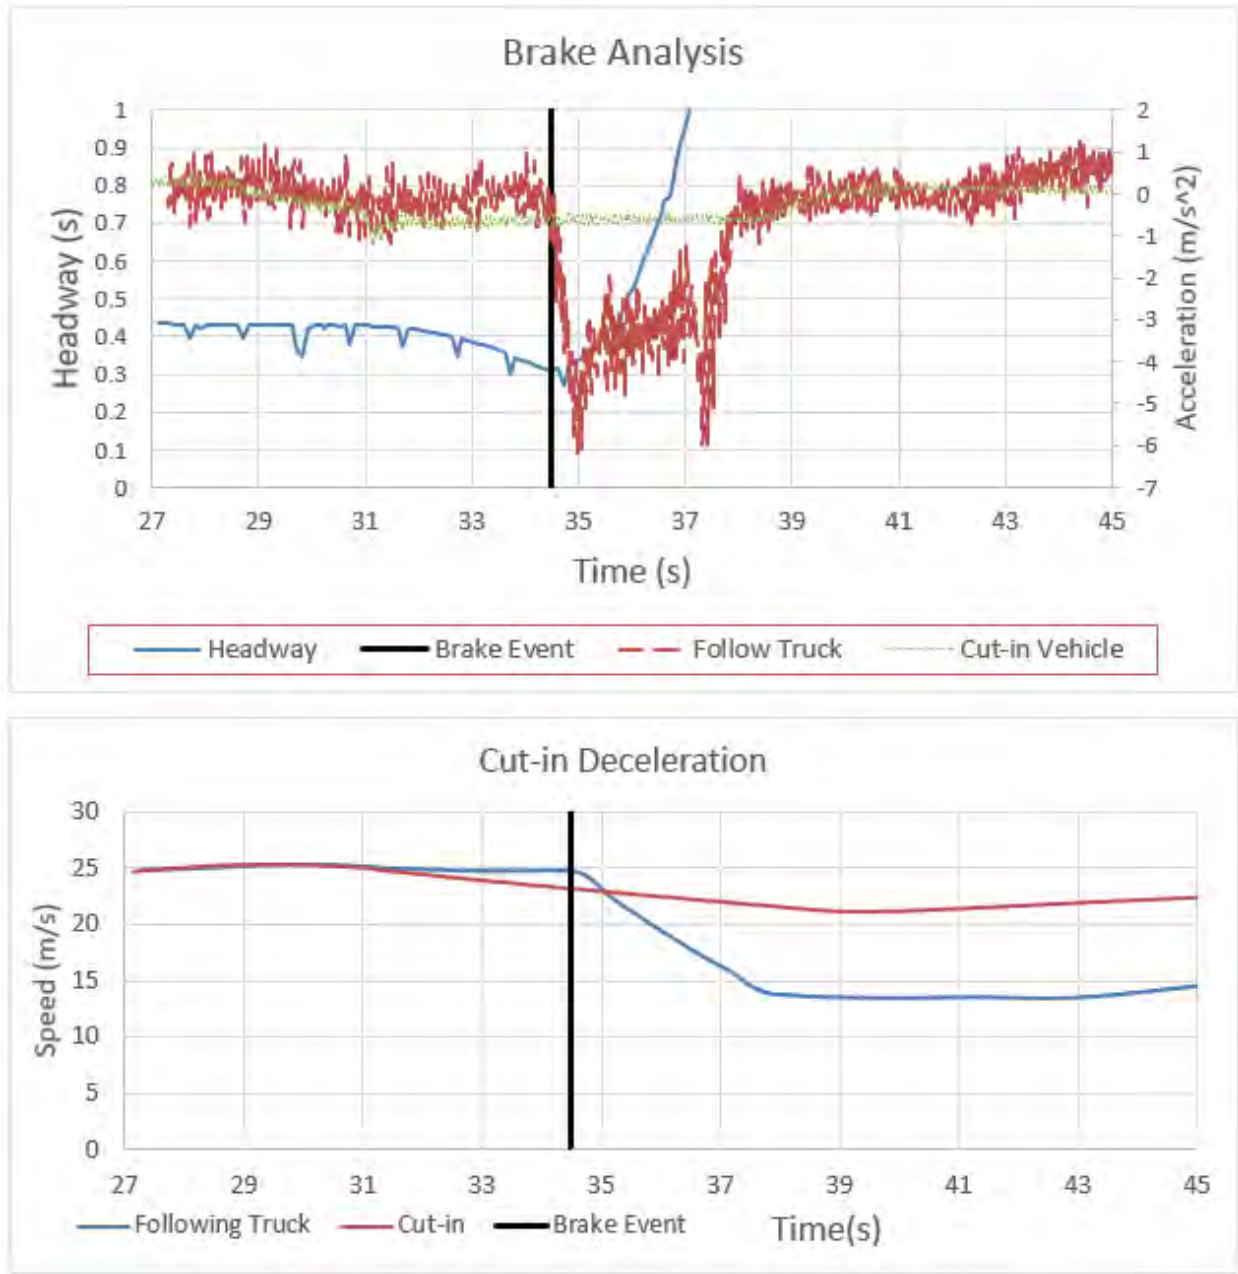 Brake Analysis
1
0.9
0.8
0.7
0.6
0.5
0.4
0.3
0.2
0.1
0
Headway (s)
2
1
0
-1
-2
-3
-4
-5
-6
-7
Acceleration (m/s^2)
27 29 31 33 35 37 39 41 43 45
Time (s)
Headway Brake Event Follow Truck Cut-in Vehicle
Cut-in Deceleration
30
25
20
15
10
5
0
Speed (m/s)
27 29 31 33 35 37 39 41 43 45
Following Truck Cut-in Brake Event Time(s)